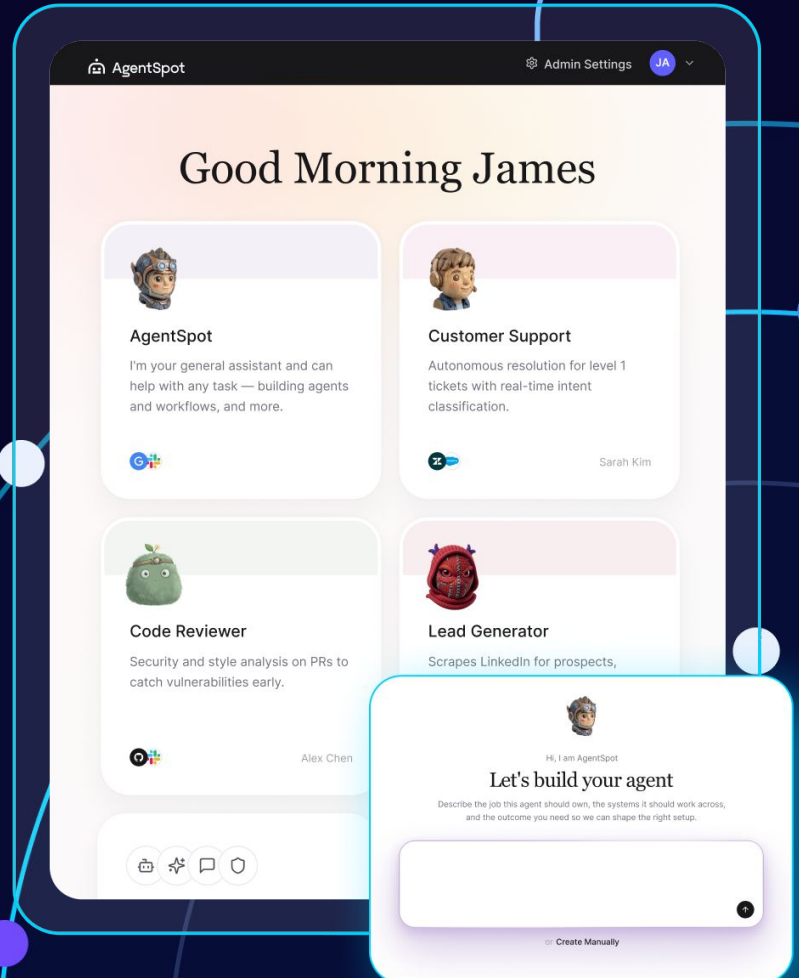 AgentSpot
Admin Settings
JA
Good Morning James
AgentSpot
I'm your general assistant and can
help with any task — building agents
and workflows, and more.
G
Customer Support
Autonomous resolution for level 1
tickets with real-time intent
classification.
Sarah Kim
Code Reviewer
Security and style analysis on PRs to
catch vulnerabilities early.
Alex Chen
Lead Generator
Scrapes LinkedIn for prospects,
Hi, I am AgentSpot
Let's build your agent
Describe the job this agent should own, the systems it should work across,
and the outcome you need so we can shape the right setup.
or Create Manually